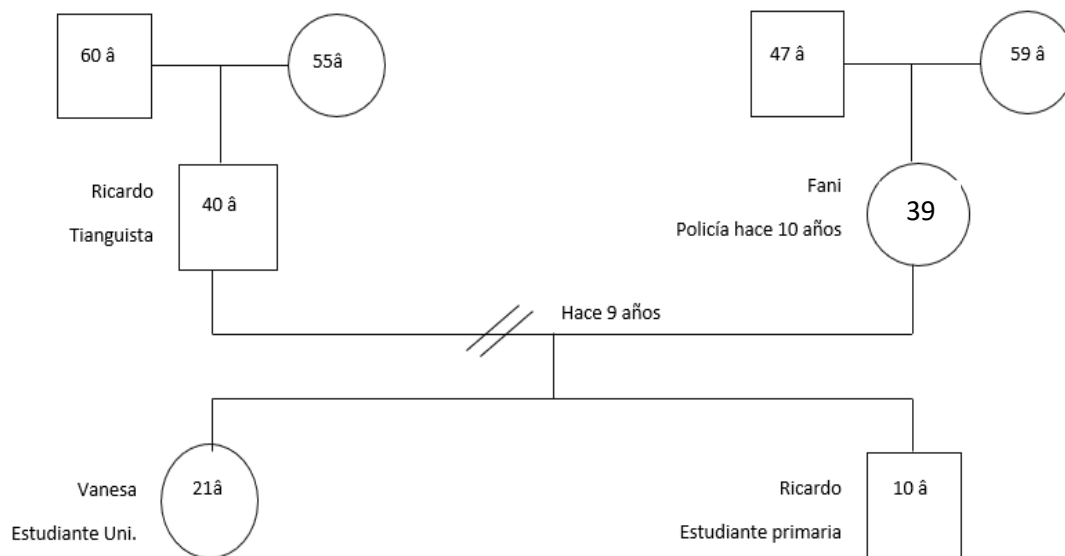 60 â
55â
47 â
59 â
Ricardo
Tianguista
40 â
Fani
Policía hace 10 años
39
Hace 9 años
Vanesa
Estudiante Uni.
21â
Ricardo
Estudiante primaria
10 â